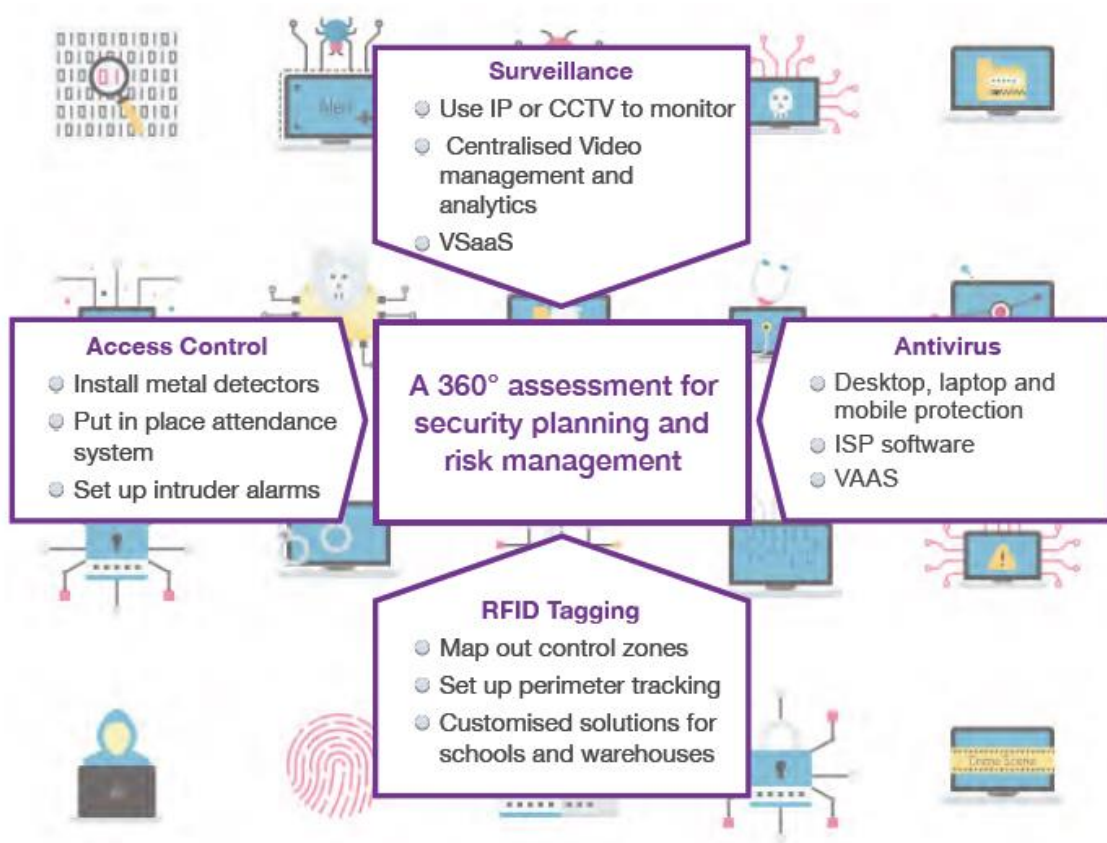 Alert
Surveillance
Use IP or CCTV to monitor
Centralised Video
management and
analytics
VSaaS
Access Control
Install metal detectors
Put in place attendance
system
Set up intruder alarms
A 360° assessment for
security planning and
risk management
Antivirus
Desktop, laptop and
mobile protection
ISP software
VAAS
RFID Tagging
Map out control zones
Set up perimeter tracking
Customised solutions for
schools and warehouses
Crime Scene